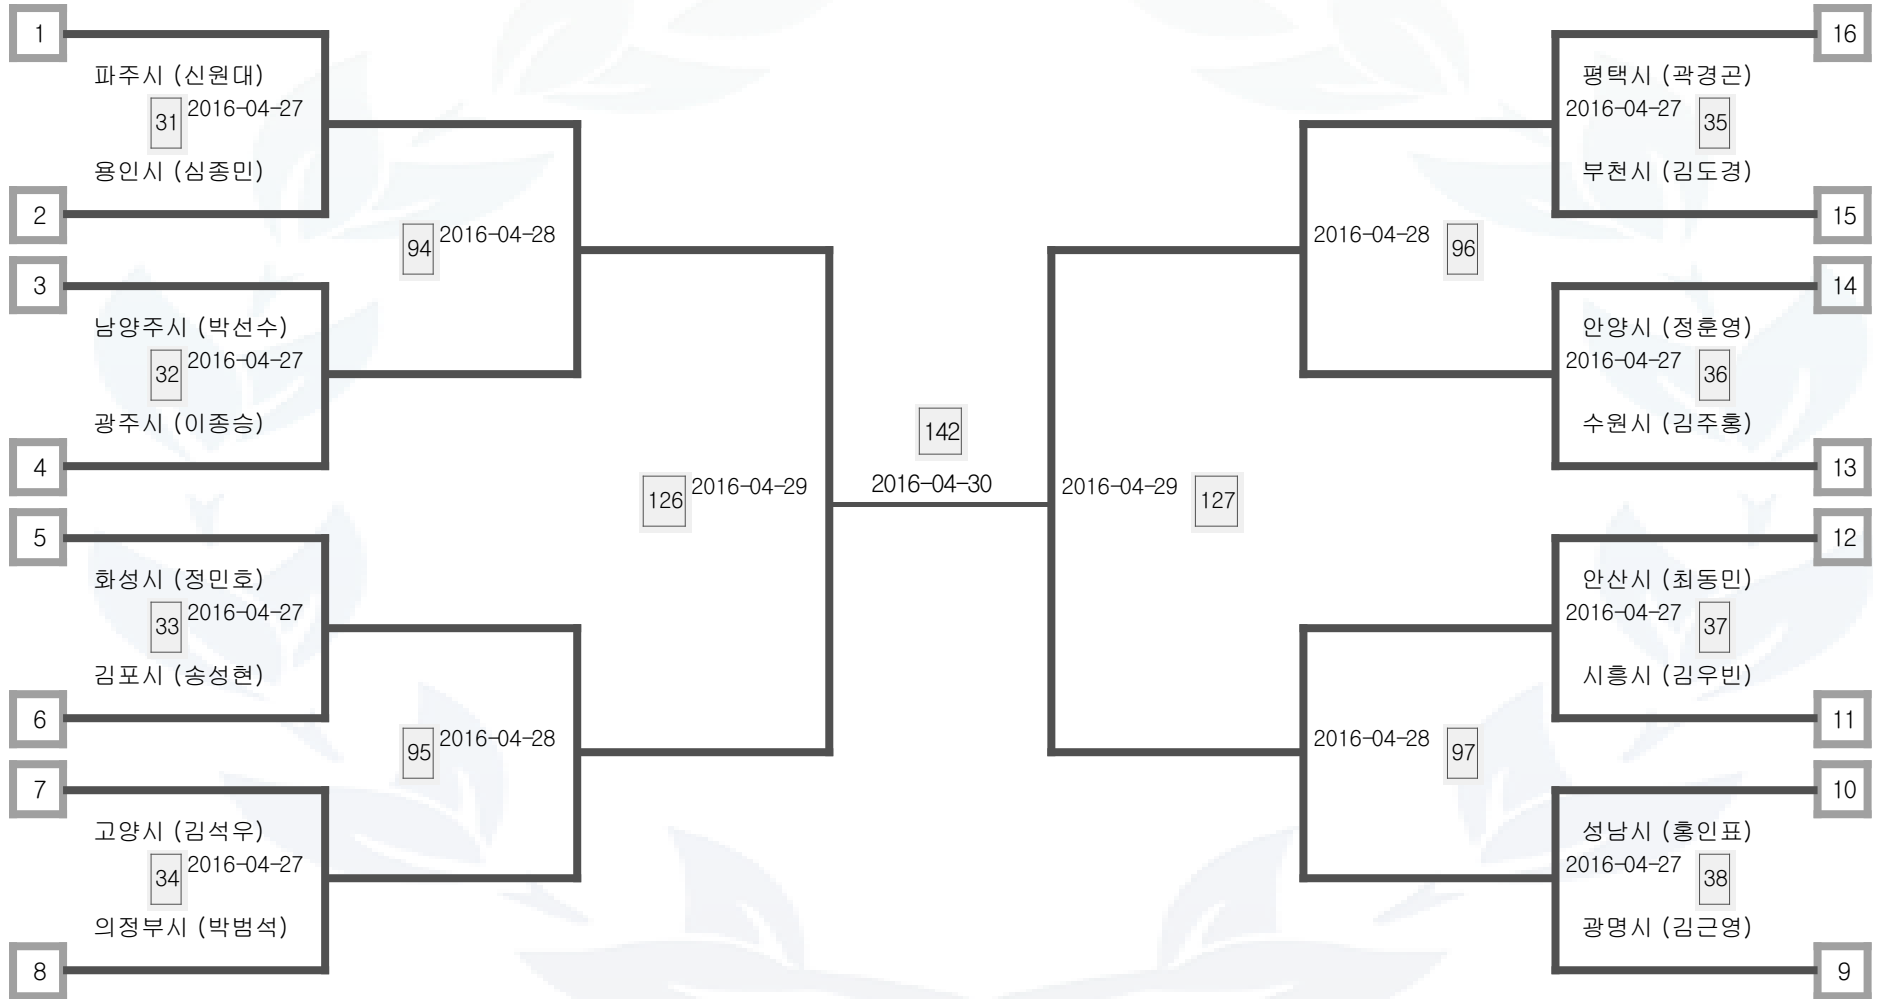 1
파주시 (신원대)
31 2016-04-27
용인시 (심종민)
2
94 2016-04-28
3
남양주시 (박선수)
32 2016-04-27
광주시 (이종승)
4
126 2016-04-29
5
화성시 (정민호)
33 2016-04-27
김포시 (송성현)
6
95 2016-04-28
7
고양시 (김석우)
34 2016-04-27
의정부시 (박범석)
8
142
2016-04-30
16
평택시 (곽경곤)
2016-04-27 35
부천시 (김도경)
15
2016-04-28 96
14
안양시 (정훈영)
2016-04-27 36
수원시 (김주홍)
13
2016-04-29 127
12
안산시 (최동민)
2016-04-27 37
시흥시 (김우빈)
11
2016-04-28 97
10
성남시 (홍인표)
2016-04-27 38
광명시 (김근영)
9